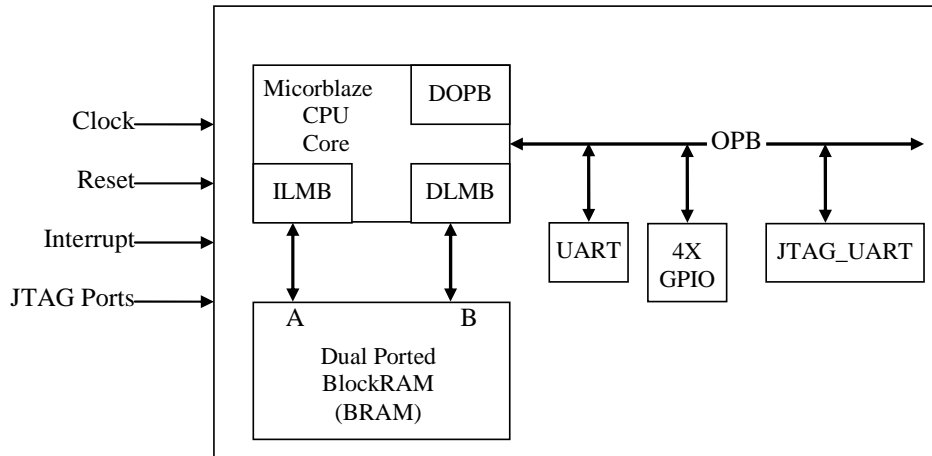 Clock
Reset
Interrupt
JTAG Ports
Micorblaze
CPU
Core
DOPB
ILMB
DLMB
OPB
UART
4X
GPIO
JTAG_UART
A
B
Dual Ported
BlockRAM
(BRAM)